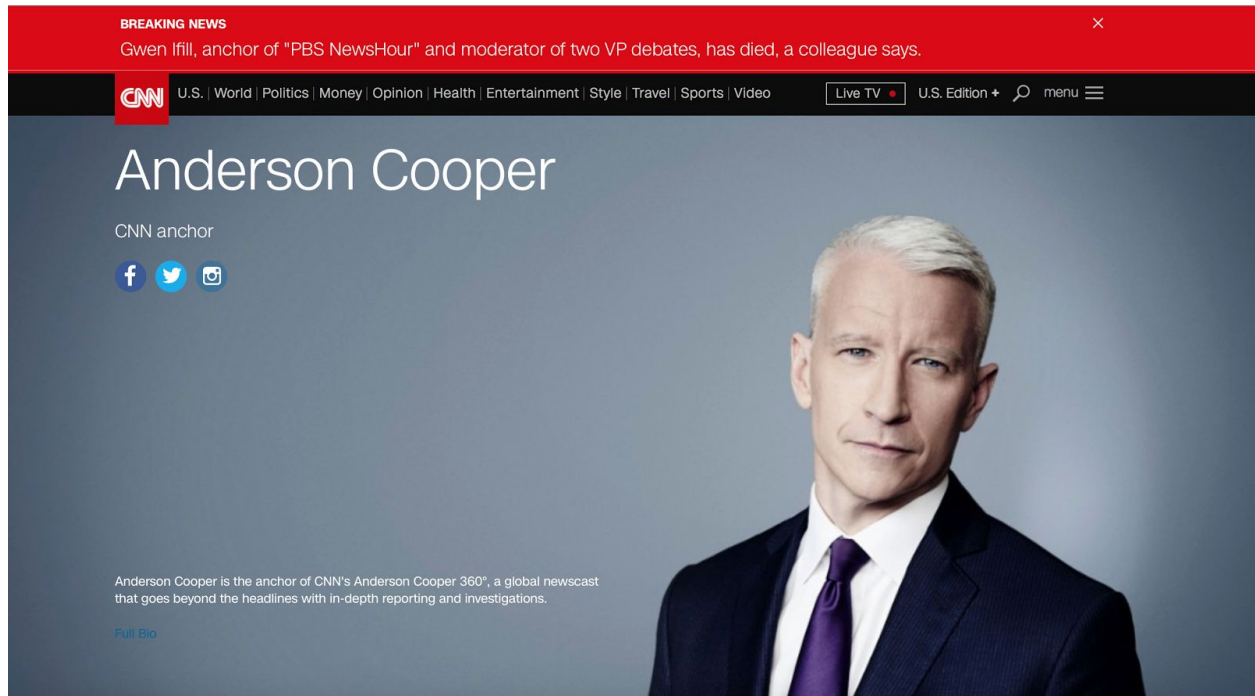 BREAKING NEWS
Gwen Ifill, anchor of "PBS NewsHour" and moderator of two VP debates, has died, a colleague says.
CNN U.S. | World | Politics | Money | Opinion | Health | Entertainment | Style | Travel | Sports | Video Live TV U.S. Edition + menu
Anderson Cooper
CNN anchor
Anderson Cooper is the anchor of CNN's Anderson Cooper 360°, a global newscast
that goes beyond the headlines with in-depth reporting and investigations.
Full Bio